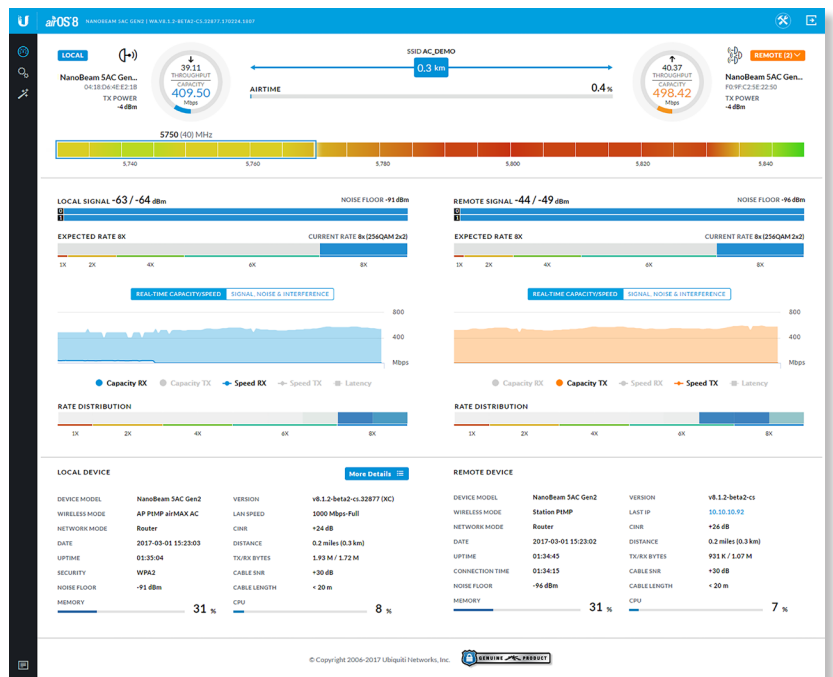 airOS 8 NANOBEAM 5AC GEN2 | WA.V8.1.2-BETA2-CS.32877.170224.1507
LOCAL
NanoBeam 5AC Gen...
04:18:D6:4E:E2:18
TX POWER
-4 dBm
39.11
THROUGHPUT
CAPACITY
409.50
Mbps
SSID AC_DEMO
0.3 km
AIRTIME 0.4 %
40.37
THROUGHPUT
CAPACITY
498.42
Mbps
REMOTE (2)
NanoBeam 5AC Gen...
F0:9F:C2:5E:22:50
TX POWER
-4 dBm
5750 (40) MHz
5,740 5,760 5,780 5,800 5,820 5,840
LOCAL SIGNAL -63 / -64 dBm NOISE FLOOR -91 dBm
0
1
EXPECTED RATE 8X CURRENT RATE 8x (256QAM 2x2)
1X 2X 4X 6X 8X
REAL-TIME CAPACITY/SPEED SIGNAL, NOISE & INTERFERENCE
800
400
Mbps
Capacity RX Capacity TX Speed RX Speed TX Latency
RATE DISTRIBUTION
1X 2X 4X 6X 8X
REMOTE SIGNAL -44 / -49 dBm NOISE FLOOR -96 dBm
0
1
EXPECTED RATE 8X CURRENT RATE 8x (256QAM 2x2)
1X 2X 4X 6X 8X
REAL-TIME CAPACITY/SPEED SIGNAL, NOISE & INTERFERENCE
800
400
Mbps
Capacity RX Capacity TX Speed RX Speed TX Latency
RATE DISTRIBUTION
1X 2X 4X 6X 8X
LOCAL DEVICE More Details
DEVICE MODEL NanoBeam 5AC Gen2 VERSION v8.1.2-beta2-cs.32877 (XC)
WIRELESS MODE AP PtMP airMAX AC LAN SPEED 1000 Mbps-Full
NETWORK MODE Router CINR +24 dB
DATE 2017-03-01 15:23:03 DISTANCE 0.2 miles (0.3 km)
UPTIME 01:35:04 TX/RX BYTES 1.93 M / 1.72 M
SECURITY WPA2 CABLE SNR +30 dB
NOISE FLOOR -91 dBm CABLE LENGTH < 20 m
MEMORY 31 % CPU 8 %
REMOTE DEVICE
DEVICE MODEL NanoBeam 5AC Gen2 VERSION v8.1.2-beta2-cs
WIRELESS MODE Station PtMP LAST IP 10.10.10.92
NETWORK MODE Router CINR +26 dB
DATE 2017-03-01 15:23:02 DISTANCE 0.2 miles (0.3 km)
UPTIME 01:34:45 TX/RX BYTES 931 K / 1.07 M
CONNECTION TIME 01:34:15 CABLE SNR +30 dB
NOISE FLOOR -96 dBm CABLE LENGTH < 20 m
MEMORY 31 % CPU 7 %
© Copyright 2006-2017 Ubiquiti Networks, Inc. GENUINE PRODUCT